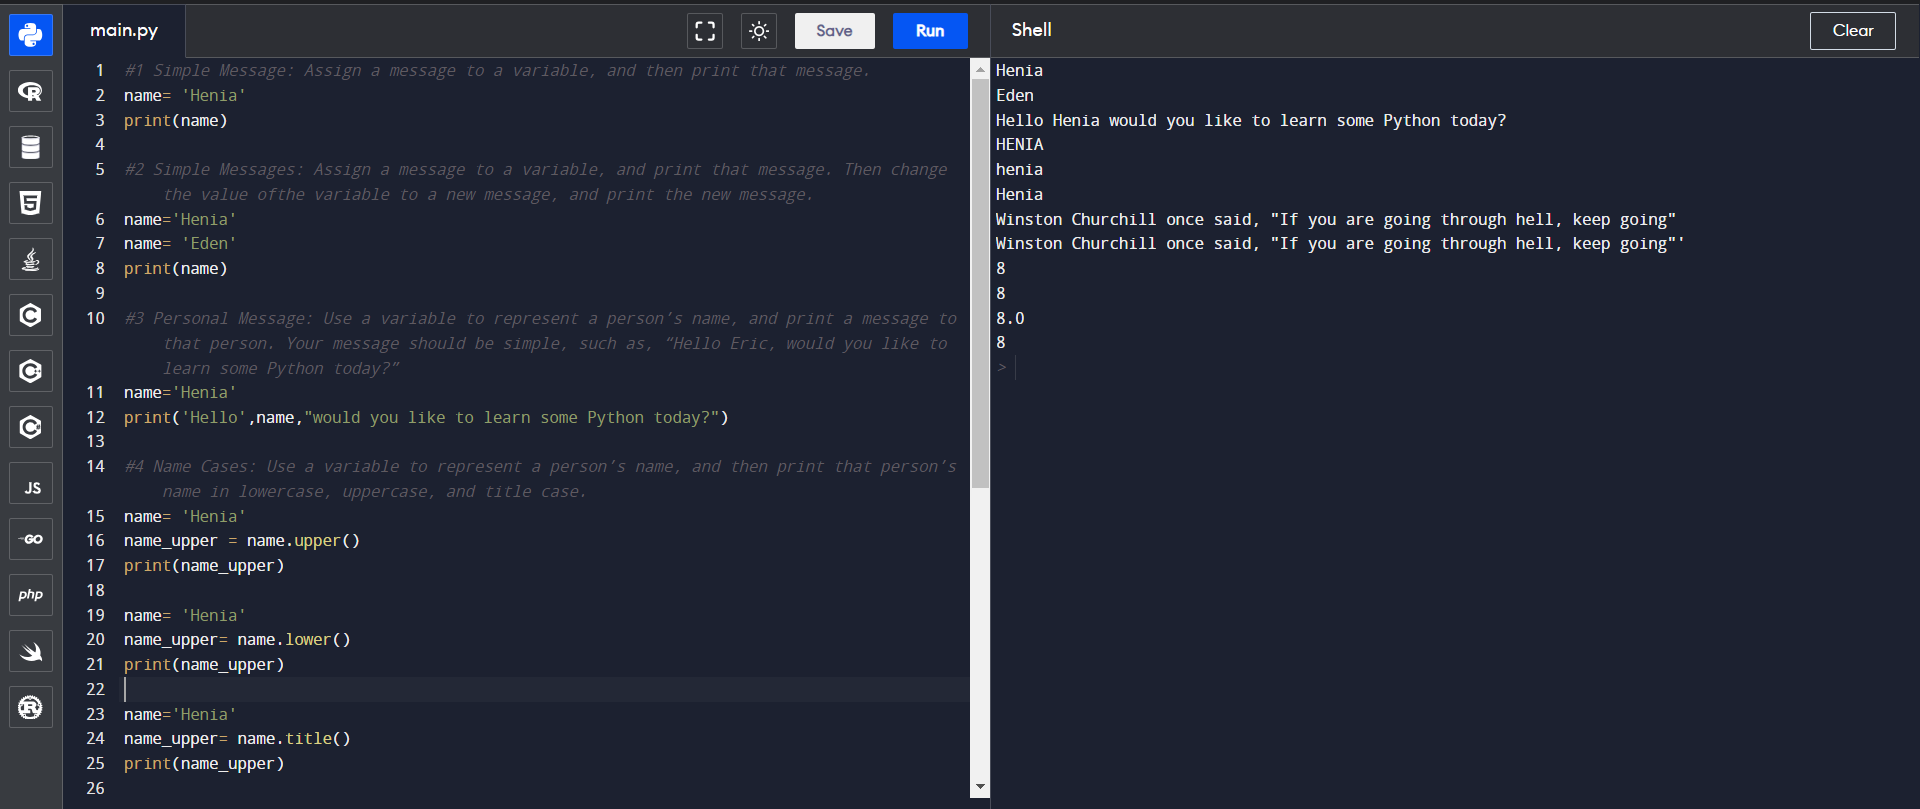 main.py
Save
Run
Shell
Clear
1 #1 Simple Message: Assign a message to a variable, and then print that message.
2 name= 'Henia'
3 print(name)
4
5 #2 Simple Messages: Assign a message to a variable, and print that message. Then change
the value ofthe variable to a new message, and print the new message.
6 name='Henia'
7 name= 'Eden'
8 print(name)
9
10 #3 Personal Message: Use a variable to represent a person’s name, and print a message to
that person. Your message should be simple, such as, “Hello Eric, would you like to
learn some Python today?”
11 name='Henia'
12 print('Hello',name,"would you like to learn some Python today?")
13
14 #4 Name Cases: Use a variable to represent a person’s name, and then print that person’s
name in lowercase, uppercase, and title case.
15 name= 'Henia'
16 name_upper = name.upper()
17 print(name_upper)
18
19 name= 'Henia'
20 name_upper= name.lower()
21 print(name_upper)
22
23 name='Henia'
24 name_upper= name.title()
25 print(name_upper)
26
Henia
Eden
Hello Henia would you like to learn some Python today?
HENIA
henia
Henia
Winston Churchill once said, "If you are going through hell, keep going"
Winston Churchill once said, "If you are going through hell, keep going"'
8
8
8.0
8
>
R
5
C
C
C
JS
GO
php
R